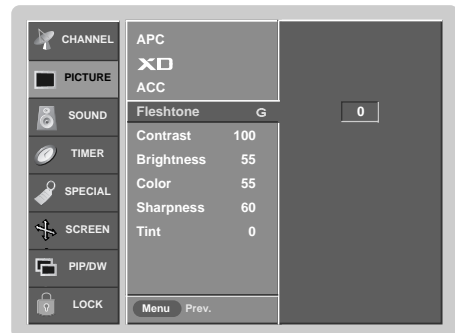 CHANNEL
PICTURE
SOUND
TIMER
SPECIAL
SCREEN
PIP/DW
LOCK
APC
XD
ACC
Fleshtone G
Contrast 100
Brightness 55
Color 55
Sharpness 60
Tint 0
Menu Prev.
0